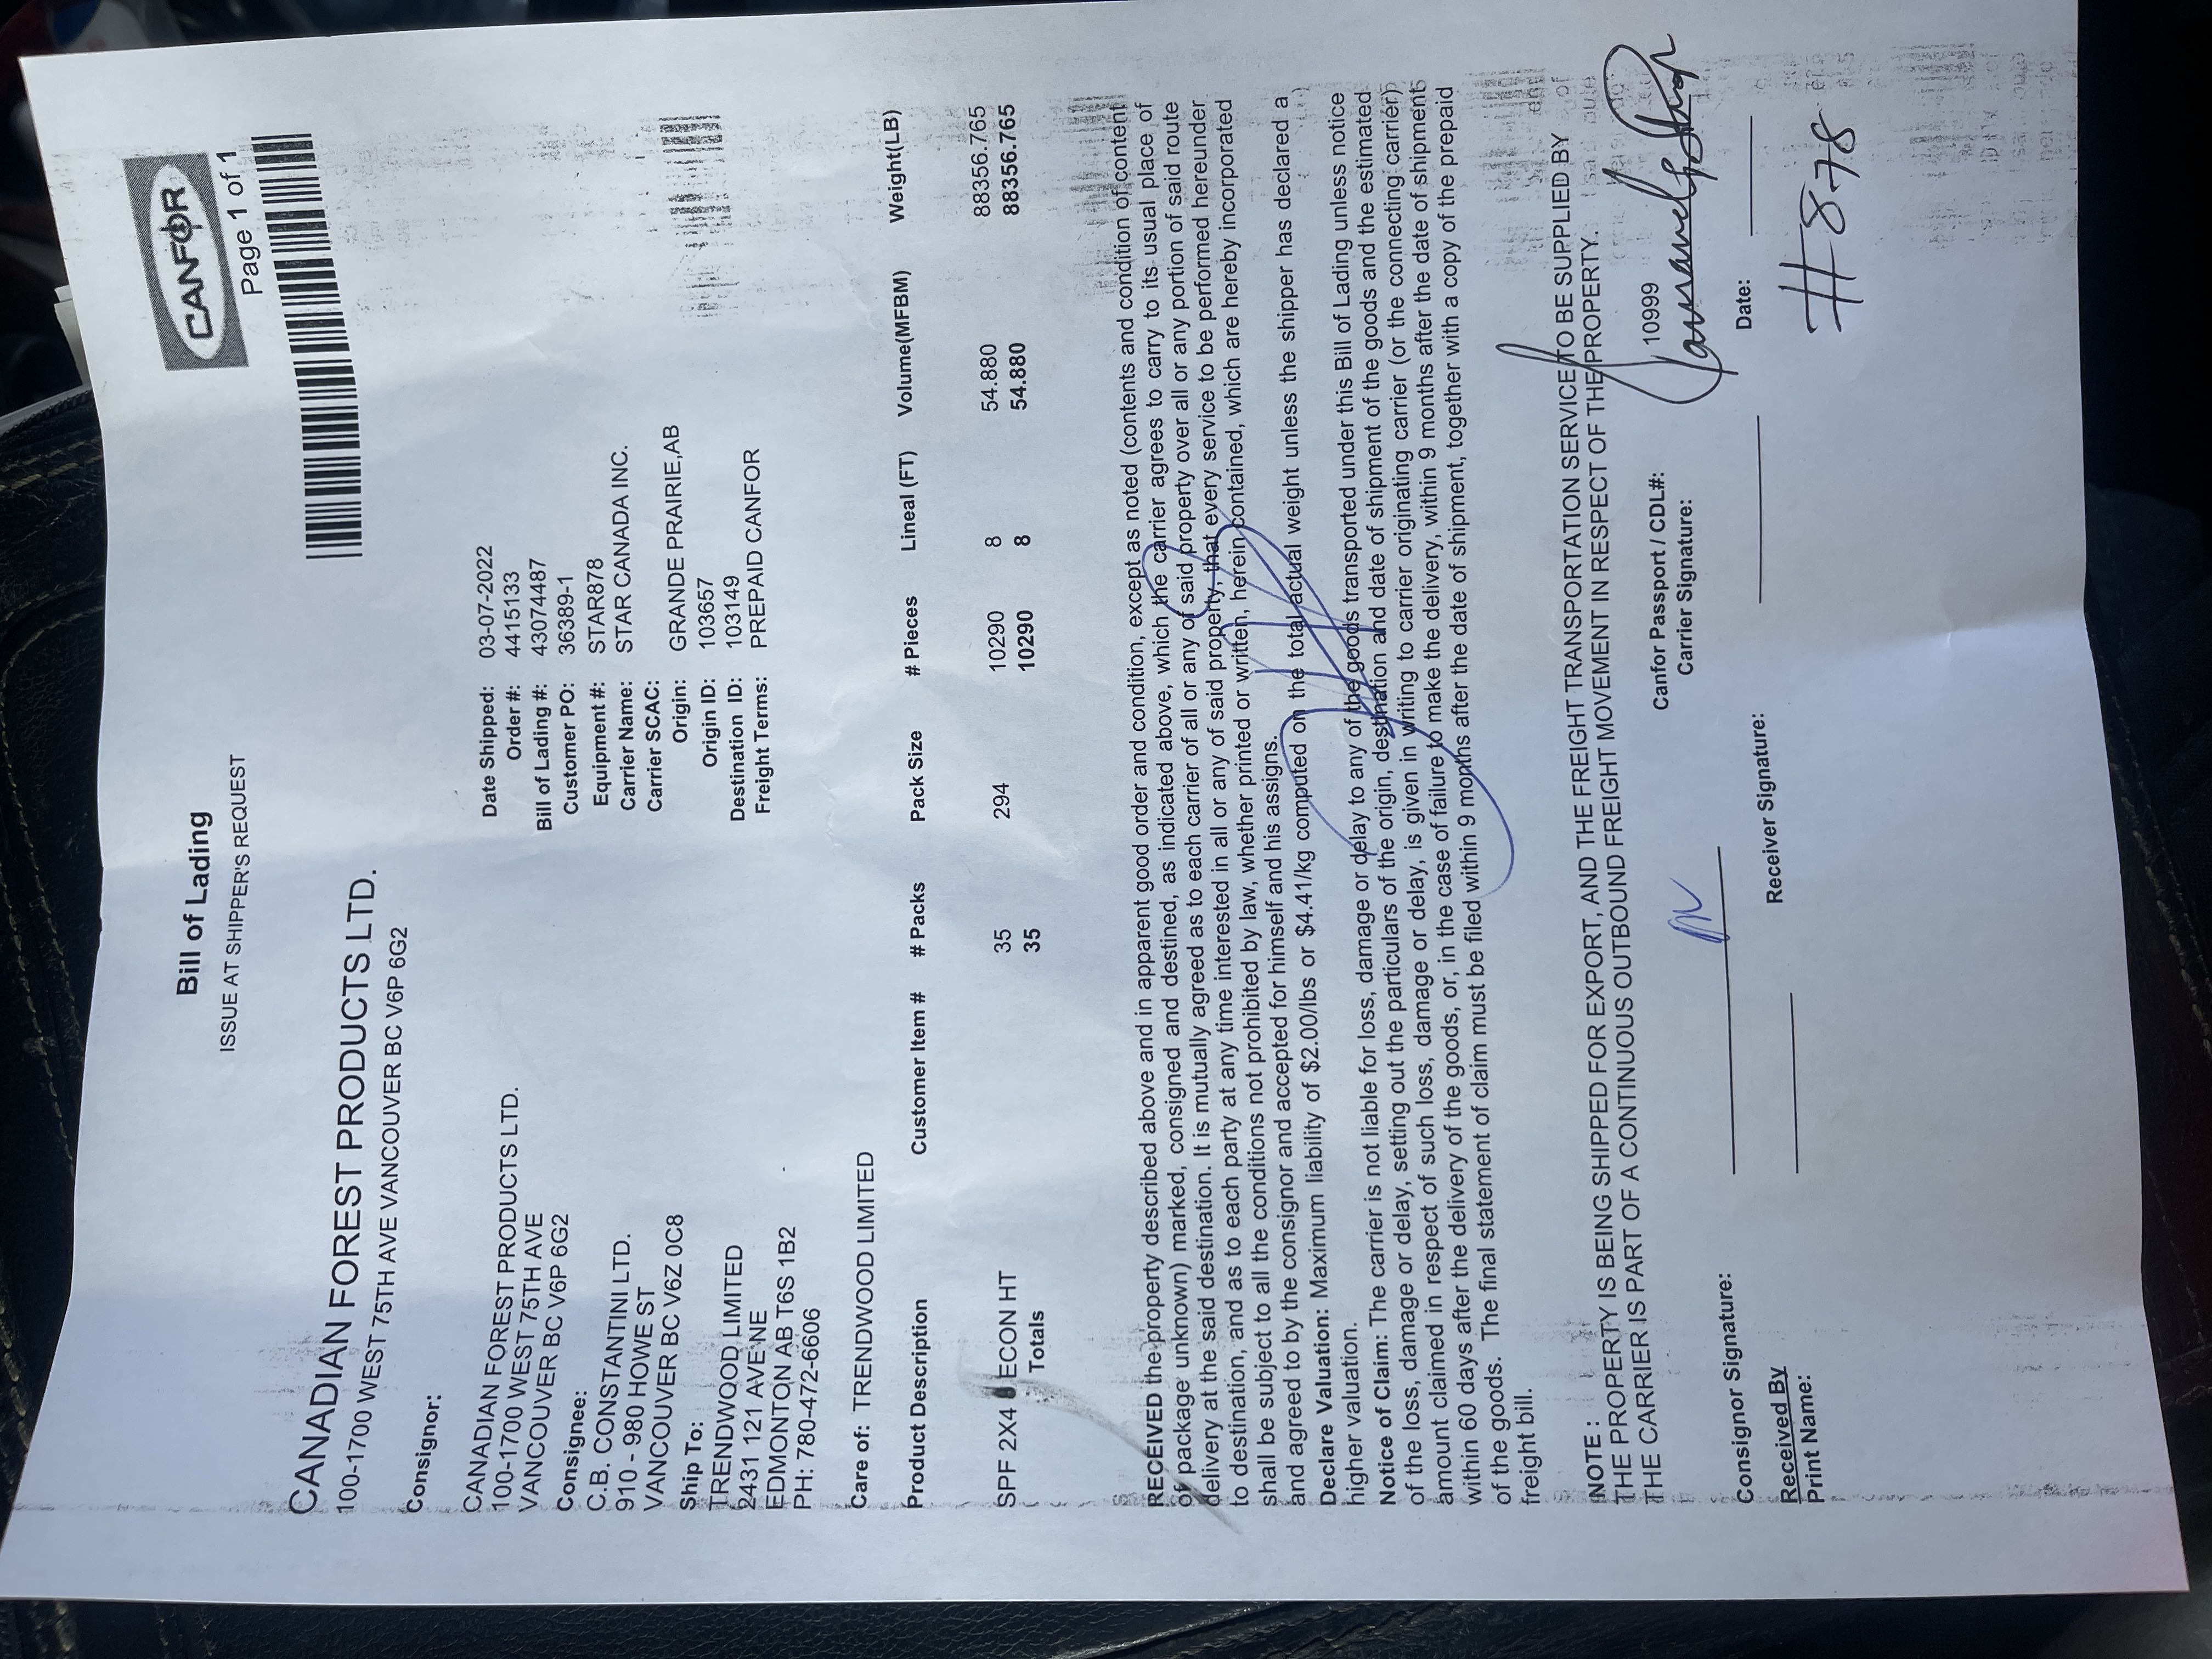 CANFOR
Bill of Lading
ISSUE AT SHIPPER'S REQUEST
Page 1 of 1
CANADIAN FOREST PRODUCTS LTD.
100-1700 WEST 75TH AVE VANCOUVER BC V6P 6G2
Consignor:
CANADIAN FOREST PRODUCTS LTD.
100-1700 WEST 75TH AVE
VANCOUVER BC V6P 6G2
Consignee:
C.B. CONSTANTINI LTD.
910 - 980 HOWE ST
VANCOUVER BC V6Z 0C8
Ship To:
TRENDWOOD LIMITED
2431 121 AVE NE
EDMONTON AB T6S 1B2
PH: 780-472-6606
Care of: TRENDWOOD LIMITED
Date Shipped: 03-07-2022
Order #: 4415133
Bill of Lading #: 43074487
Customer PO: 36389-1
Equipment #: STAR878
Carrier Name: STAR CANADA INC.
Carrier SCAC:
Origin: GRANDE PRAIRIE,AB
Origin ID: 103657
Destination ID: 103149
Freight Terms: PREPAID CANFOR
Product Description Customer Item # # Packs Pack Size # Pieces Lineal (FT) Volume(MFBM) Weight(LB)
SPF 2X4 ECON HT 35 294 10290 8 54.880 88356.765
Totals 35 10290 8 54.880 88356.765
RECEIVED the property described above and in apparent good order and condition, except as noted (contents and condition of content
of package unknown) marked, consigned and destined, as indicated above, which the carrier agrees to carry to its usual place of
delivery at the said destination. It is mutually agreed as to each carrier of all or any of said property over all or any portion of said route
to destination, and as to each party at any time interested in all or any of said property, that every service to be performed hereunder
shall be subject to all the conditions not prohibited by law, whether printed or written, herein contained, which are hereby incorporated
and agreed to by the consignor and accepted for himself and his assigns.
Declare Valuation: Maximum liability of $2.00/lbs or $4.41/kg computed on the total actual weight unless the shipper has declared a
higher valuation.
Notice of Claim: The carrier is not liable for loss, damage or delay to any of the goods transported under this Bill of Lading unless notice
of the loss, damage or delay, setting out the particulars of the origin, destination and date of shipment of the goods and the estimated
amount claimed in respect of such loss, damage or delay, is given in writing to carrier originating carrier (or the connecting carrier)
within 60 days after the delivery of the goods, or, in the case of failure to make the delivery, within 9 months after the date of shipment
of the goods. The final statement of claim must be filed within 9 months after the date of shipment, together with a copy of the prepaid
freight bill.
NOTE :
THE PROPERTY IS BEING SHIPPED FOR EXPORT, AND THE FREIGHT TRANSPORTATION SERVICE TO BE SUPPLIED BY
THE CARRIER IS PART OF A CONTINUOUS OUTBOUND FREIGHT MOVEMENT IN RESPECT OF THE PROPERTY.
Canfor Passport / CDL#: 10999
Carrier Signature:
Consignor Signature:
Receiver Signature:
Date:
Received By
Print Name:
#878